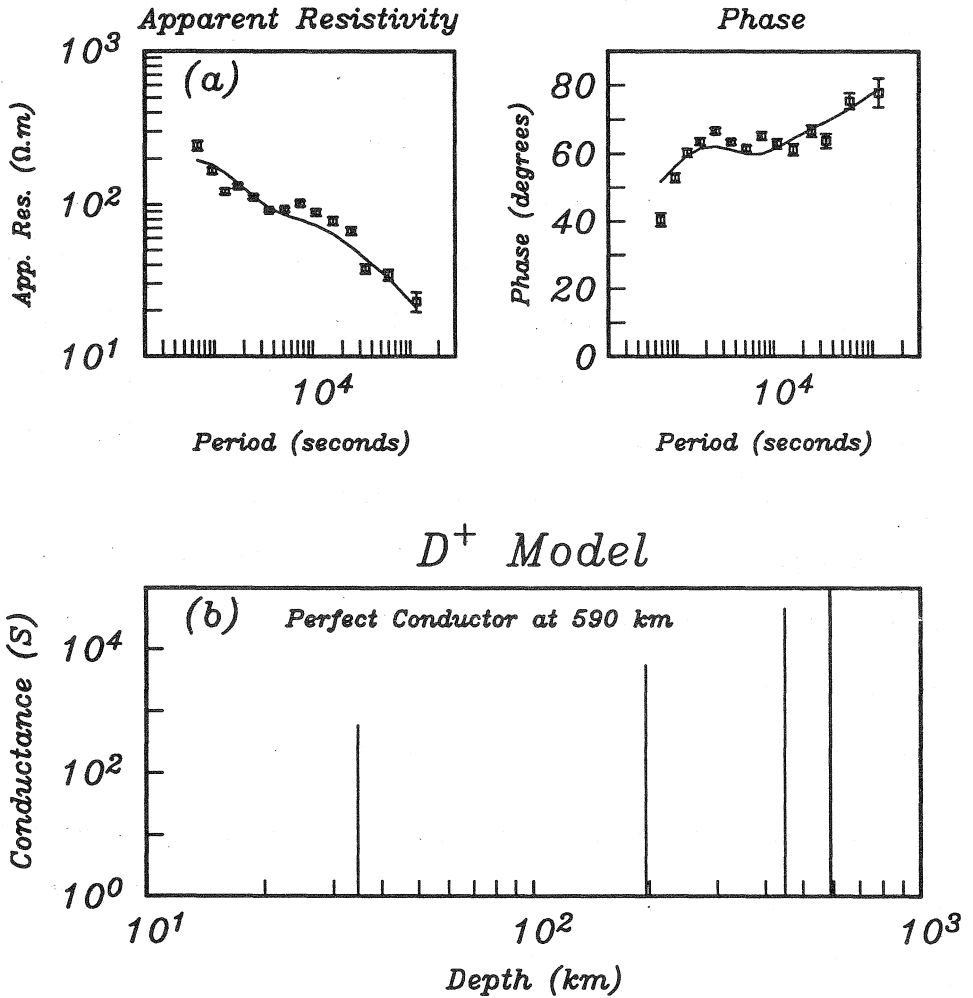 Apparent Resistivity
Phase
(a)
App. Res. (Ω.m)
10³
10²
10¹
10⁴
Period (seconds)
Phase (degrees)
80
60
40
20
0
10⁴
Period (seconds)
D⁺ Model
(b) Perfect Conductor at 590 km
Conductance (S)
10⁴
10²
10⁰
10¹
10²
10³
Depth (km)